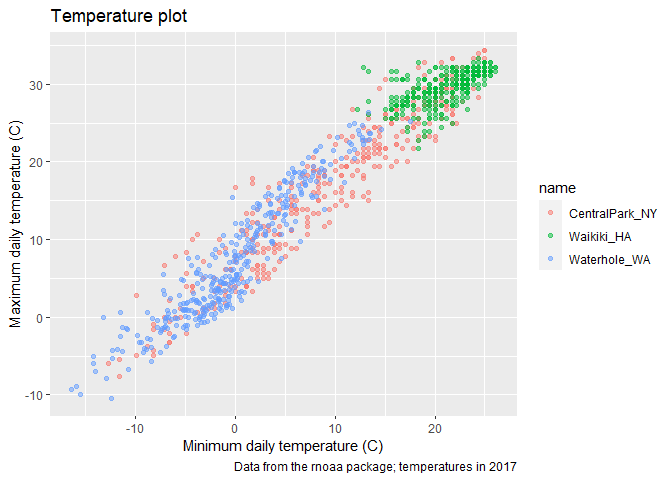 Temperature plot
Maximum daily temperature (C)
30
20
10
0
-10
-10
0
10
20
Minimum daily temperature (C)
Data from the rnoaa package; temperatures in 2017
name
CentralPark_NY
Waikiki_HA
Waterhole_WA